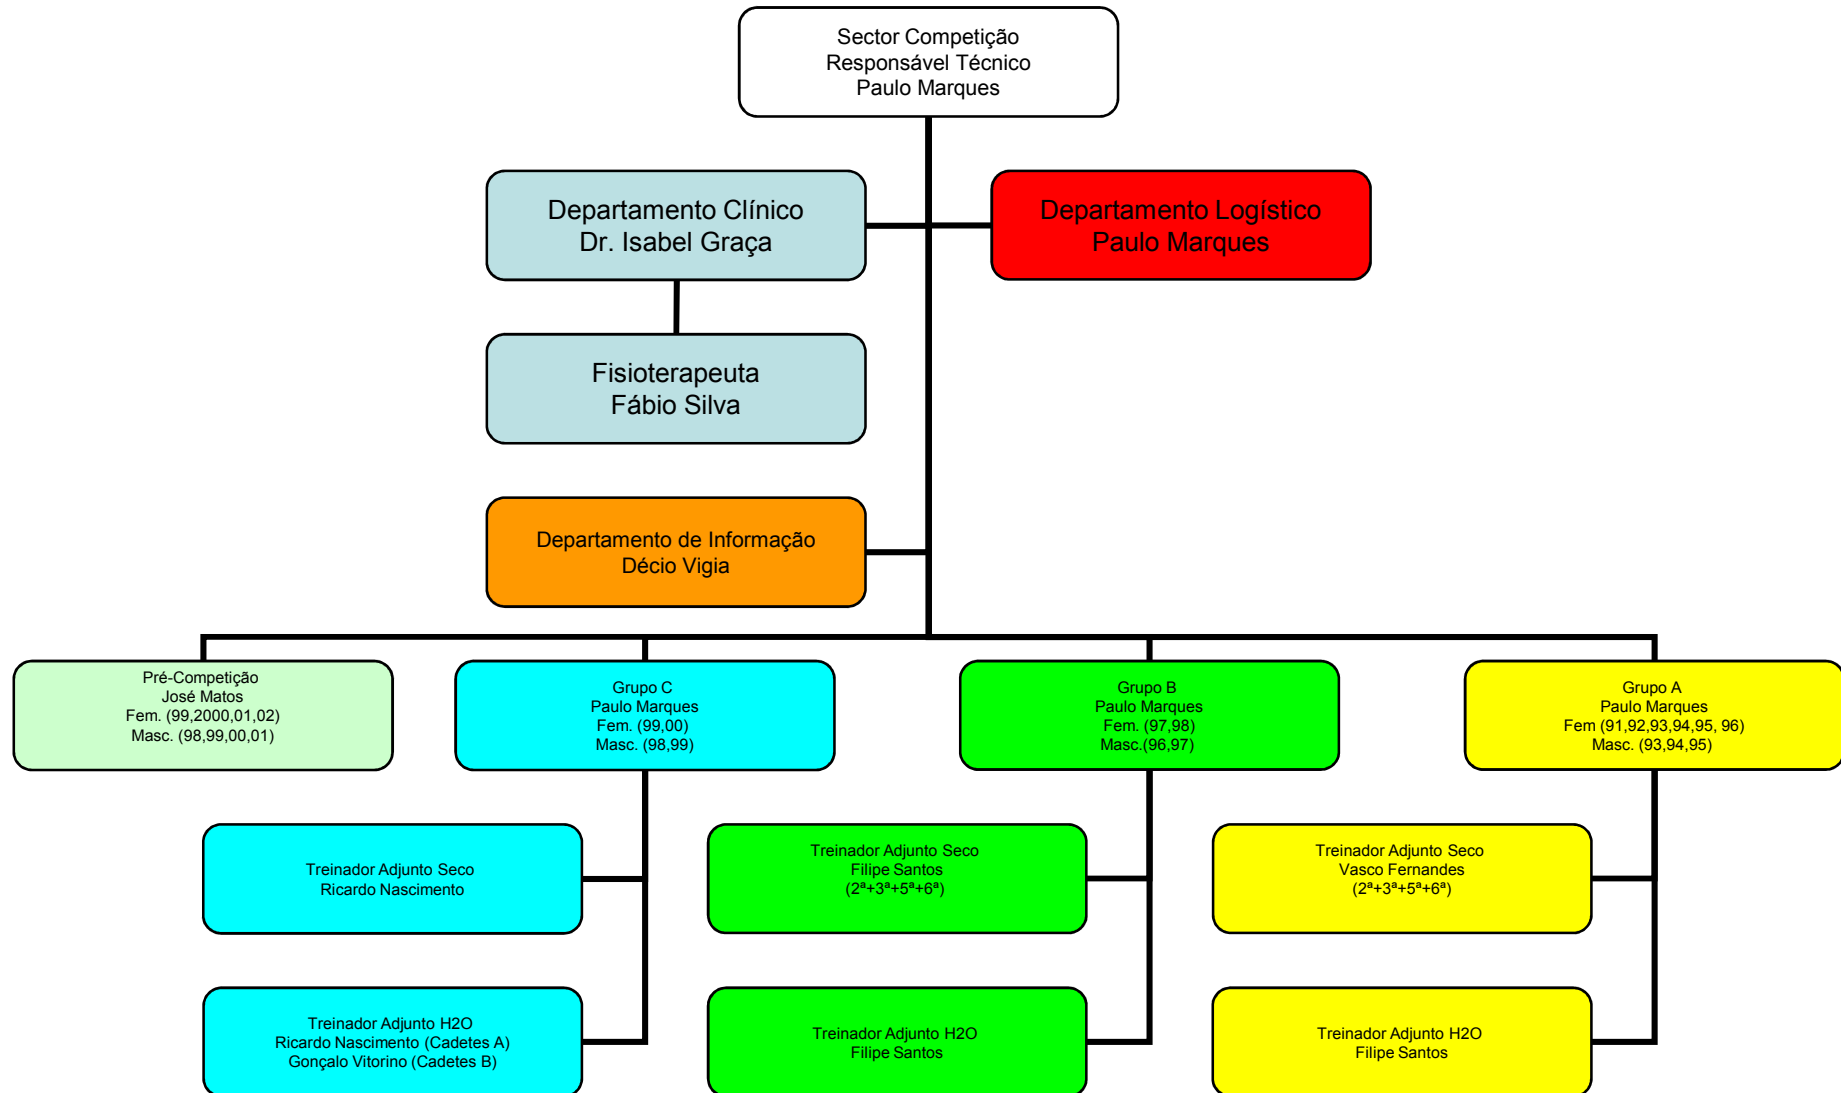 Sector Competição
Responsável Técnico
Paulo Marques
Departamento Clínico
Dr. Isabel Graça
Departamento Logístico
Paulo Marques
Fisioterapeuta
Fábio Silva
Departamento de Informação
Décio Vigia
Pré-Competição
José Matos
Fem. (99,2000,01,02)
Masc. (98,99,00,01)
Grupo C
Paulo Marques
Fem. (99,00)
Masc. (98,99)
Grupo B
Paulo Marques
Fem. (97,98)
Masc.(96,97)
Grupo A
Paulo Marques
Fem (91,92,93,94,95, 96)
Masc. (93,94,95)
Treinador Adjunto Seco
Ricardo Nascimento
Treinador Adjunto Seco
Filipe Santos
(2ª+3ª+5ª+6ª)
Treinador Adjunto Seco
Vasco Fernandes
(2ª+3ª+5ª+6ª)
Treinador Adjunto H2O
Ricardo Nascimento (Cadetes A)
Gonçalo Vitorino (Cadetes B)
Treinador Adjunto H2O
Filipe Santos
Treinador Adjunto H2O
Filipe Santos